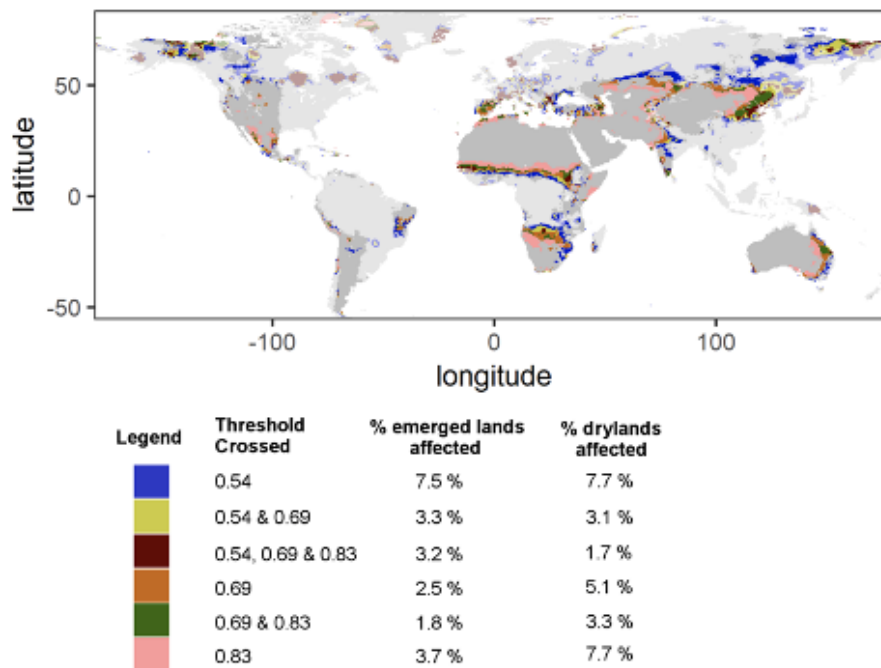 50
0
-50
latitude
-100
0
100
longitude
Legend
Threshold Crossed
% emerged lands affected
% drylands affected
0.54 7.5 % 7.7 %
0.54 & 0.69 3.3 % 3.1 %
0.54, 0.69 & 0.83 3.2 % 1.7 %
0.69 2.5 % 5.1 %
0.69 & 0.83 1.8 % 3.3 %
0.83 3.7 % 7.7 %